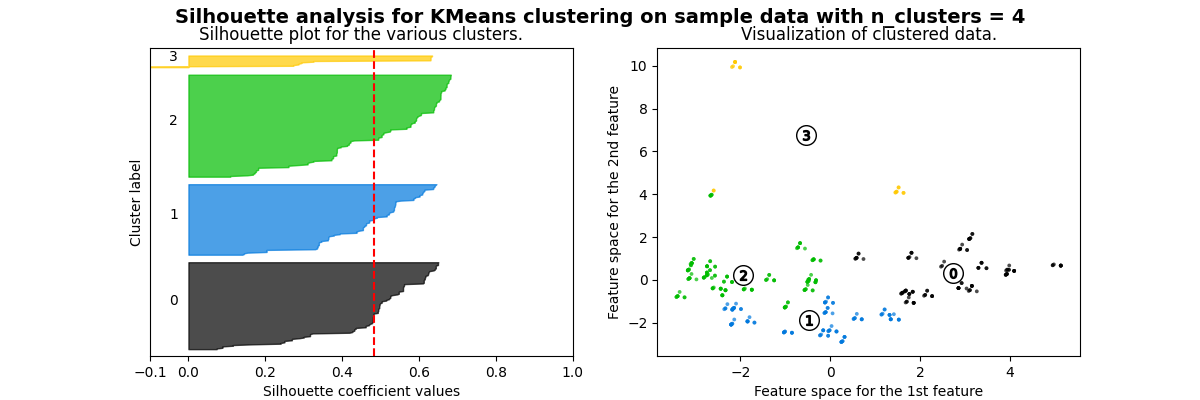 Silhouette analysis for KMeans clustering on sample data with n_clusters = 4
Silhouette plot for the various clusters.
3
2
1
0
Cluster label
−0.1 0.0 0.2 0.4 0.6 0.8 1.0
Silhouette coefficient values
Visualization of clustered data.
10
8
6
4
2
0
−2
Feature space for the 2nd feature
3
2
0
1
−2 0 2 4
Feature space for the 1st feature